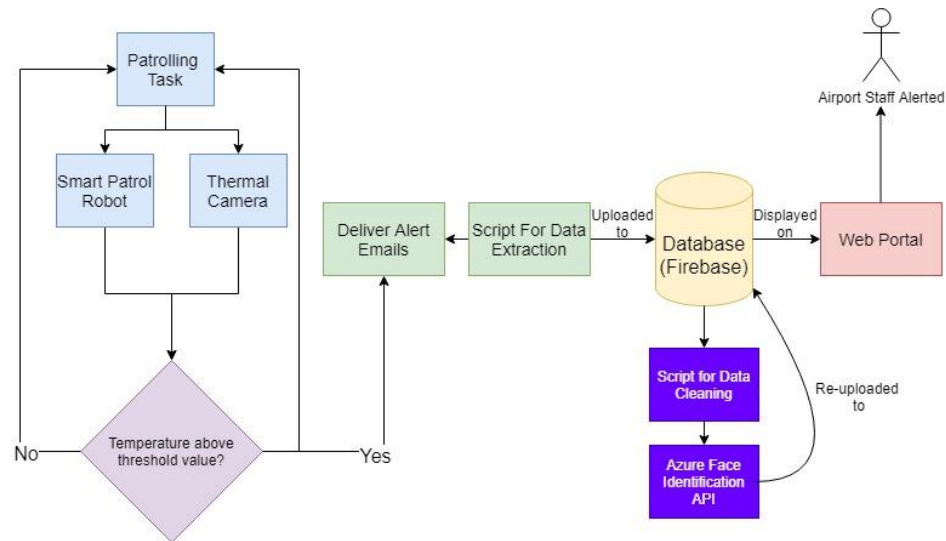 Patrolling
Task
Smart Patrol
Robot
Thermal
Camera
Temperature above
threshold value?
No
Yes
Deliver Alert
Emails
Script For Data
Extraction
Uploaded
to
Database
(Firebase)
Displayed
on
Web Portal
Airport Staff Alerted
Script for Data
Cleaning
Azure Face
Identification
API
Re-uploaded
to